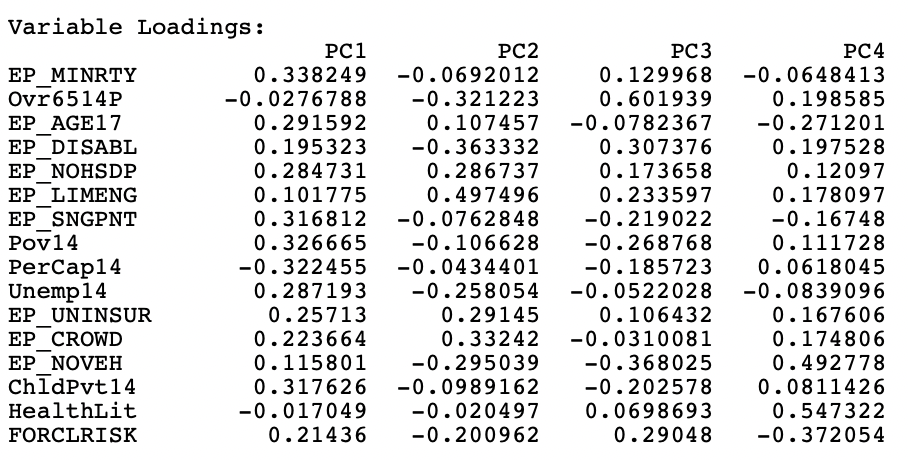 Variable Loadings:
PC1 PC2 PC3 PC4
EP_MINRTY 0.338249 -0.0692012 0.129968 -0.0648413
Ovr6514P -0.0276788 -0.321223 0.601939 0.198585
EP_AGE17 0.291592 0.107457 -0.0782367 -0.271201
EP_DISABL 0.195323 -0.363332 0.307376 0.197528
EP_NOHSDP 0.284731 0.286737 0.173658 0.12097
EP_LIMENG 0.101775 0.497496 0.233597 0.178097
EP_SNGPNT 0.316812 -0.0762848 -0.219022 -0.16748
Pov14 0.326665 -0.106628 -0.268768 0.111728
PerCap14 -0.322455 -0.0434401 -0.185723 0.0618045
Unemp14 0.287193 -0.258054 -0.0522028 -0.0839096
EP_UNINSUR 0.25713 0.29145 0.106432 0.167606
EP_CROWD 0.223664 0.33242 -0.0310081 0.174806
EP_NOVEH 0.115801 -0.295039 -0.368025 0.492778
ChldPvt14 0.317626 -0.0989162 -0.202578 0.0811426
HealthLit -0.017049 -0.020497 0.0698693 0.547322
FORCLRISK 0.21436 -0.200962 0.29048 -0.372054